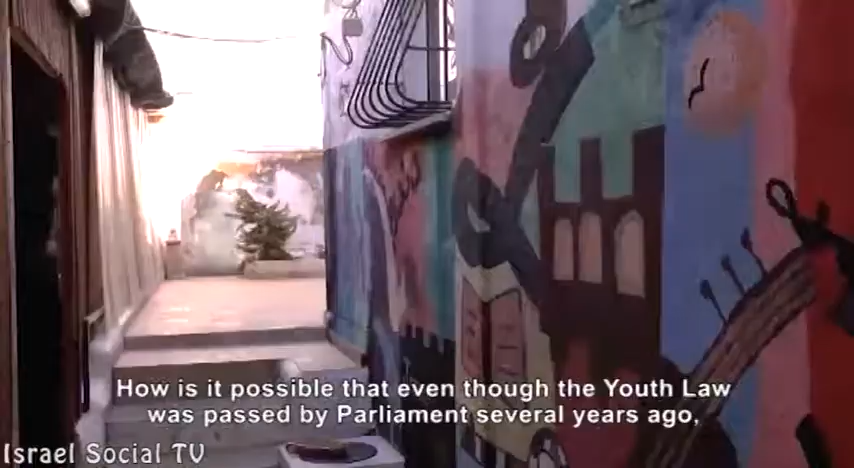 How is it possible that even though the Youth Law
was passed by Parliament several years ago,
Israel Social TV